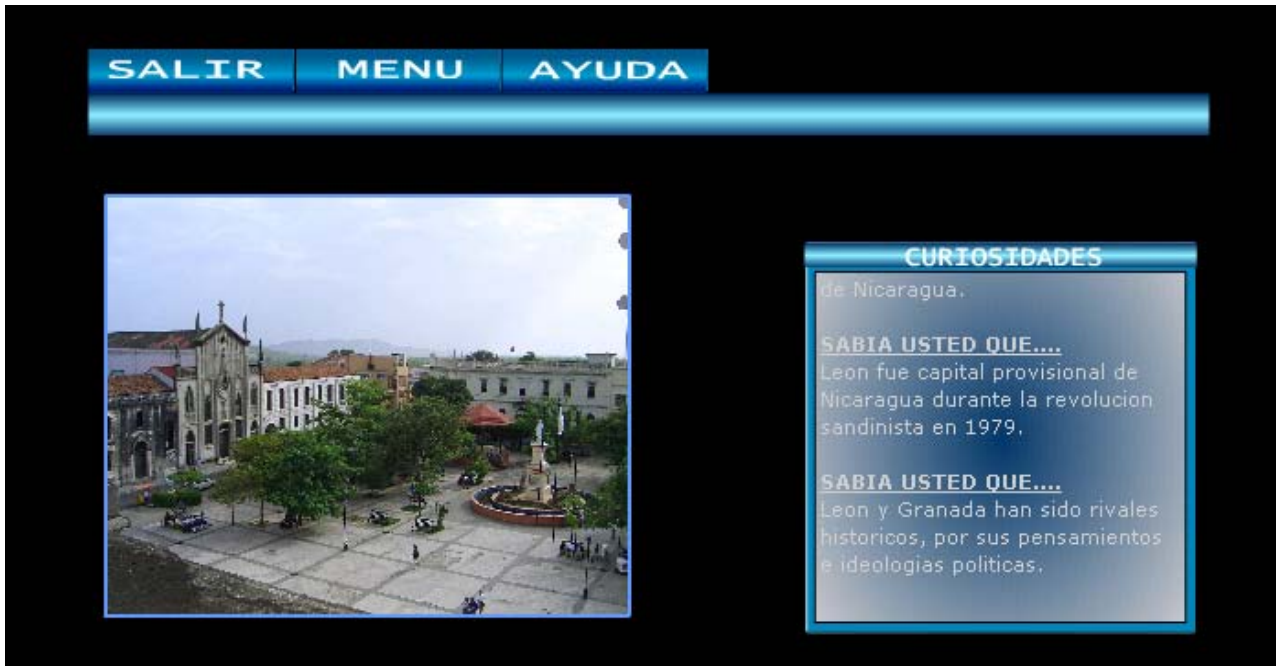 SALIR MENU AYUDA
CURIOSIDADES
de Nicaragua.
SABIA USTED QUE....
Leon fue capital provisional de
Nicaragua durante la revolucion
sandinista en 1979.
SABIA USTED QUE....
Leon y Granada han sido rivales
historicos, por sus pensamientos
e ideologias politicas.